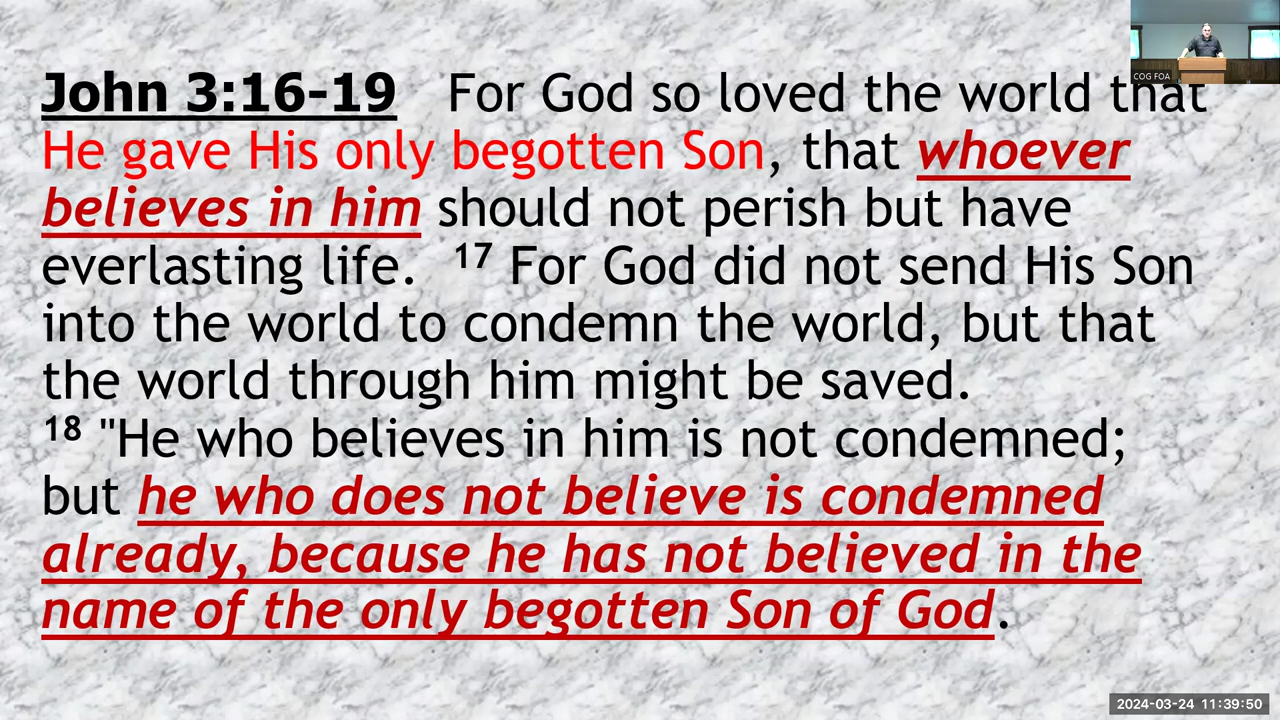 COG FOA
John 3:16-19 For God so loved the world that
He gave His only begotten Son, that whoever
believes in him should not perish but have
everlasting life. 17 For God did not send His Son
into the world to condemn the world, but that
the world through him might be saved.
18 "He who believes in him is not condemned;
but he who does not believe is condemned
already, because he has not believed in the
name of the only begotten Son of God.
2024-03-24 11:39:50